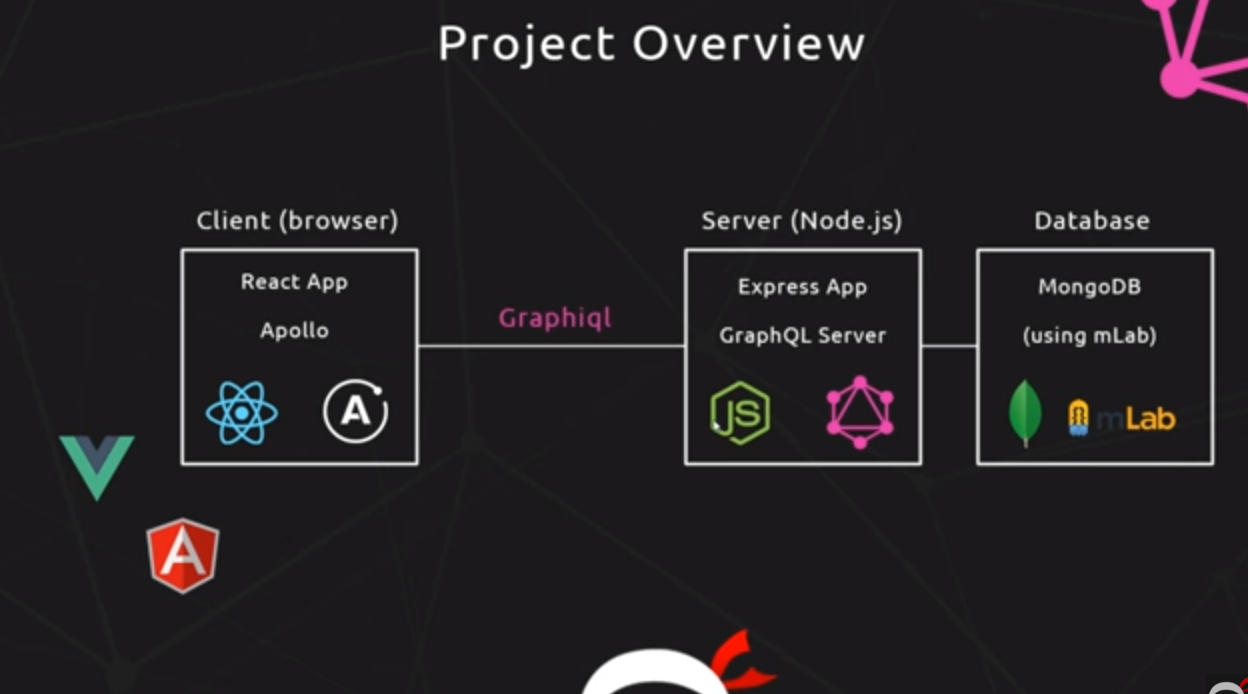 Project Overview
Client (browser)
React App
Apollo
A
A
Graphiql
Server (Node.js)
Express App
GraphQL Server
JS
Database
MongoDB
(using mLab)
mLab